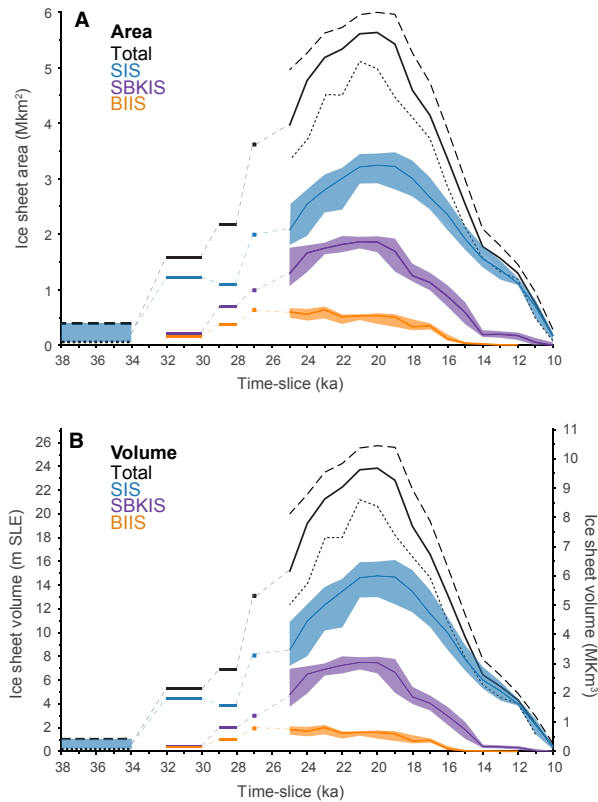 A
Area
Total
SIS
SBKIS
BIIS
Ice sheet area (Mkm²)
6
5
4
3
2
1
0
38 36 34 32 30 28 26 24 22 20 18 16 14 12 10
Time-slice (ka)
B
Volume
Total
SIS
SBKIS
BIIS
Ice sheet volume (m SLE)
26
24
22
20
18
16
14
12
10
8
6
4
2
0
Ice sheet volume (MKm³)
11
10
9
8
7
6
5
4
3
2
1
0
38 36 34 32 30 28 26 24 22 20 18 16 14 12 10
Time-slice (ka)